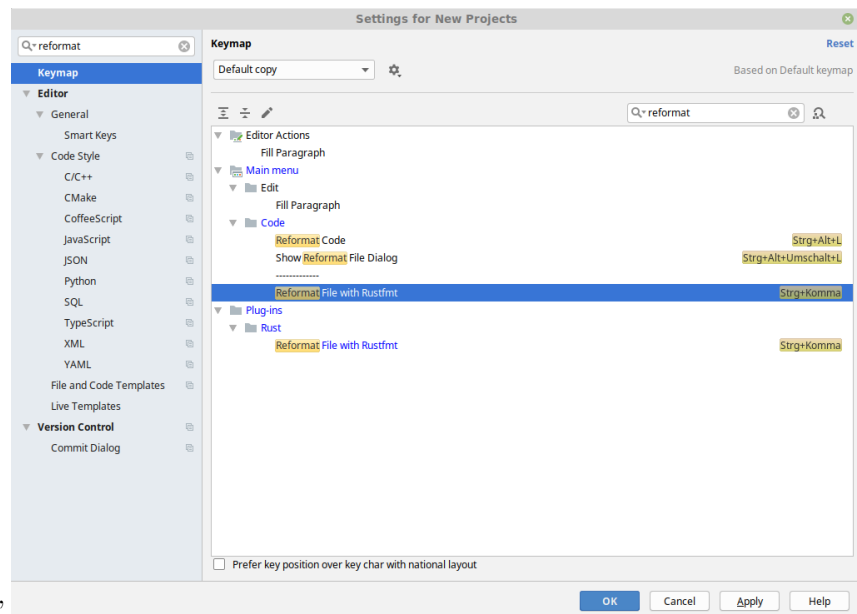 Settings for New Projects
reformat
Keymap
Editor
General
Smart Keys
Code Style
C/C++
CMake
CoffeeScript
JavaScript
JSON
Python
SQL
TypeScript
XML
YAML
File and Code Templates
Live Templates
Version Control
Commit Dialog
Keymap Reset
Default copy Based on Default keymap
reformat
Editor Actions
Fill Paragraph
Main menu
Edit
Fill Paragraph
Code
Reformat Code Strg+Alt+L
Show Reformat File Dialog Strg+Alt+Umschalt+L
-------------
Reformat File with Rustfmt Strg+Komma
Plug-ins
Rust
Reformat File with Rustfmt Strg+Komma
Prefer key position over key char with national layout
, OK Cancel Apply Help